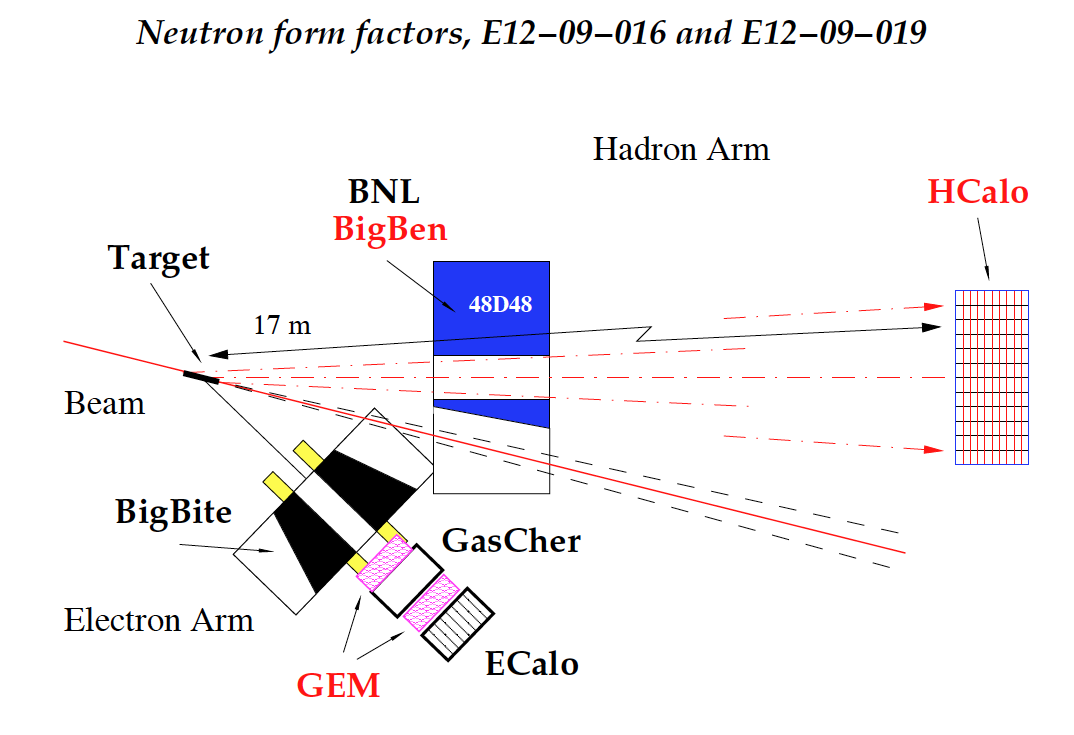 Neutron form factors, E12−09−016 and E12−09−019
Hadron Arm
BNL
BigBen
HCalo
Target
48D48
17 m
Beam
BigBite
GasCher
Electron Arm
ECalo
GEM